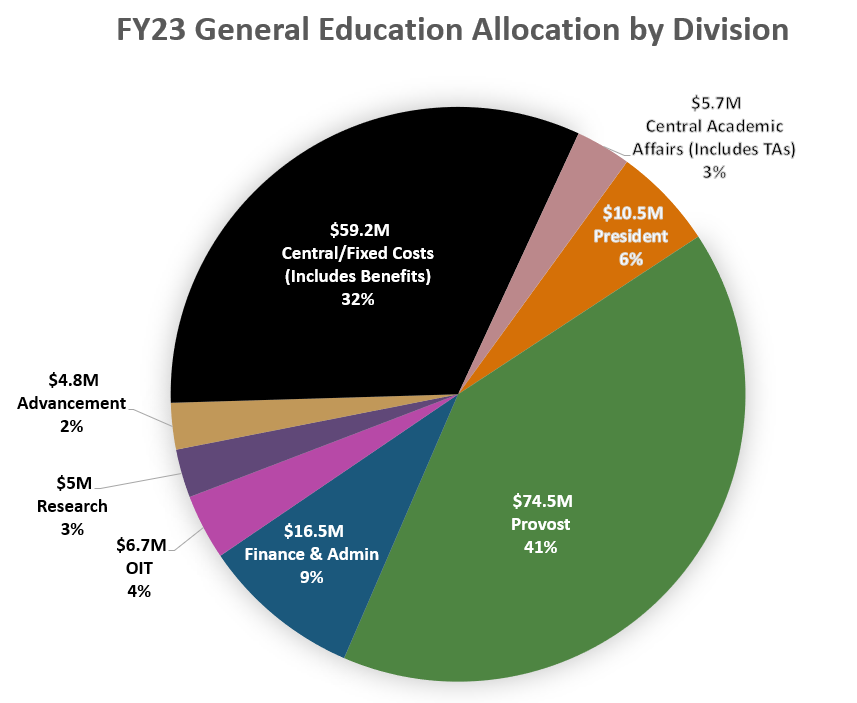 FY23 General Education Allocation by Division
$5.7M
Central Academic
Affairs (Includes TAs)
3%
$10.5M
President
6%
$59.2M
Central/Fixed Costs
(Includes Benefits)
32%
$4.8M
Advancement
2%
$5M
Research
3%
$6.7M
OIT
4%
$16.5M
Finance & Admin
9%
$74.5M
Provost
41%